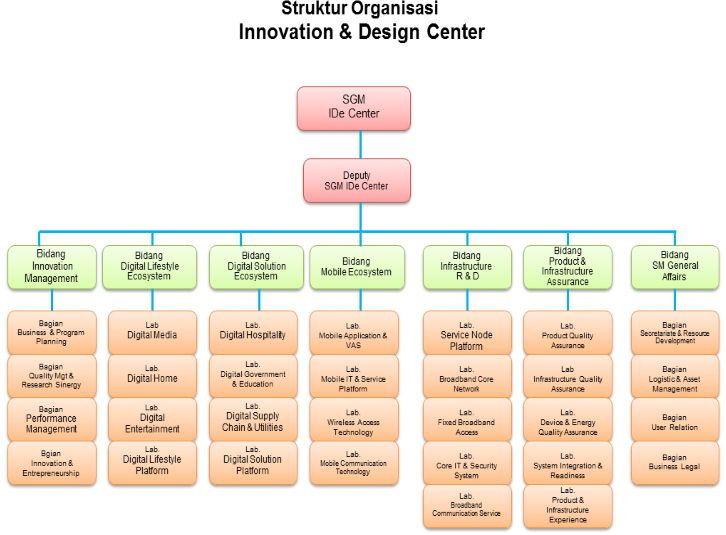 Struktur Organisasi
Innovation & Design Center
SGM
IDe Center
Deputy
SGM IDe Center
Bidang
Innovation
Management
Bidang
Digital Lifestyle
Ecosystem
Bidang
Digital Solution
Ecosystem
Bidang
Mobile Ecosystem
Bidang
Infrastructure
R & D
Bidang
Product &
Infrastructure
Assurance
Bidang
SM General
Affairs
Bagian
Business & Program
Planning
Bagian
Quality Mgt &
Research Sinergy
Bagian
Performance
Management
Bgian
Innovation &
Entrepreneurship
Lab
Digital Media
Lab.
Digital Home
Lab.
Digital
Entertainment
Lab.
Digital Lifestyle
Platform
Lab.
Digital Hospitality
Lab.
Digital Government
& Education
Lab.
Digital Supply
Chain & Utilities
Lab.
Digital Solution
Platform
Lab.
Mobile Application &
VAS
Lab.
Mobile IT & Service
Platform
Lab.
Wireless Access
Technology
Lab.
Mobile Communication
Technology
Lab.
Service Node
Platform
Lab.
Broadband Core
Network
Lab.
Fixed Broadband
Access
Lab.
Core IT & Security
System
Lab.
Broadband
Communication Service
Lab.
Product Quality
Assurance
Lab
Infrastructure Quality
Assurance
Lab.
Device & Energy
Quality Assurance
Lab.
System Integration &
Readiness
Lab.
Product &
Infrastructure
Experience
Bagian
Secretariate & Resource
Development
Bagian
Logistic & Asset
Management
Bagian
User Relation
Bagian
Business Legal